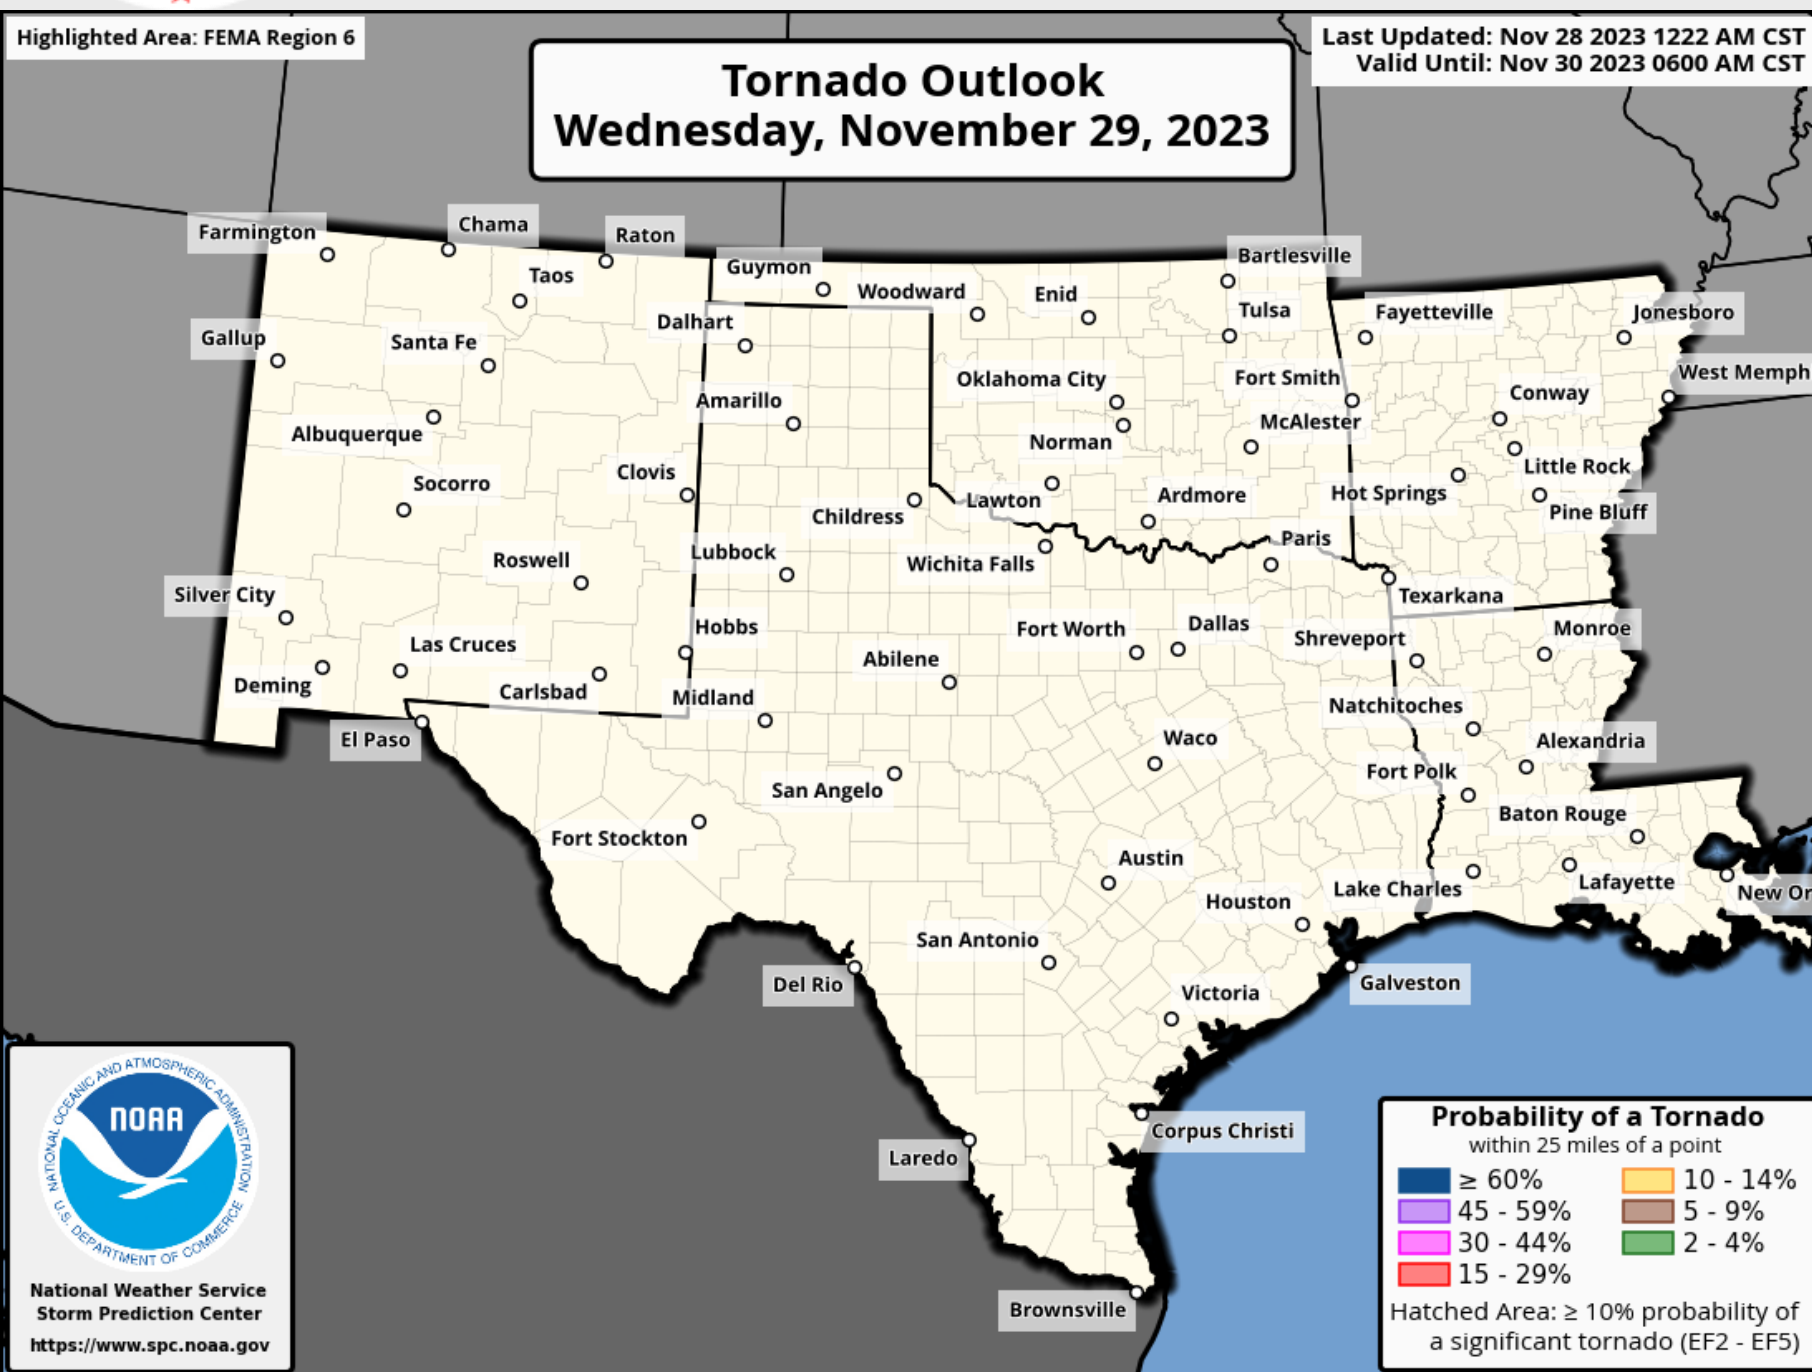 Highlighted Area: FEMA Region 6
Tornado Outlook
Wednesday, November 29, 2023
Last Updated: Nov 28 2023 1222 AM CST
Valid Until: Nov 30 2023 0600 AM CST
Farmington
Chama
Raton
Taos
Guymon
Woodward
Enid
Bartlesville
Tulsa
Fayetteville
Jonesboro
Gallup
Santa Fe
Dalhart
Oklahoma City
Fort Smith
West Memph
Amarillo
Conway
Albuquerque
Norman
McAlester
Clovis
Socorro
Little Rock
Childress
Lawton
Ardmore
Hot Springs
Pine Bluff
Roswell
Lubbock
Wichita Falls
Paris
Silver City
Texarkana
Las Cruces
Hobbs
Fort Worth
Dallas
Shreveport
Monroe
Deming
Carlsbad
Midland
Abilene
Natchitoches
El Paso
Waco
Alexandria
San Angelo
Fort Polk
Fort Stockton
Baton Rouge
Austin
Houston
Lake Charles
Lafayette
New Or
San Antonio
Del Rio
Victoria
Galveston
Corpus Christi
Laredo
Brownsville
NATIONAL OCEANIC AND ATMOSPHERIC ADMINISTRATION
NOAA
U.S. DEPARTMENT OF COMMERCE
National Weather Service
Storm Prediction Center
https://www.spc.noaa.gov
Probability of a Tornado
within 25 miles of a point
≥ 60%
45 - 59%
30 - 44%
15 - 29%
10 - 14%
5 - 9%
2 - 4%
Hatched Area: ≥ 10% probability of
a significant tornado (EF2 - EF5)